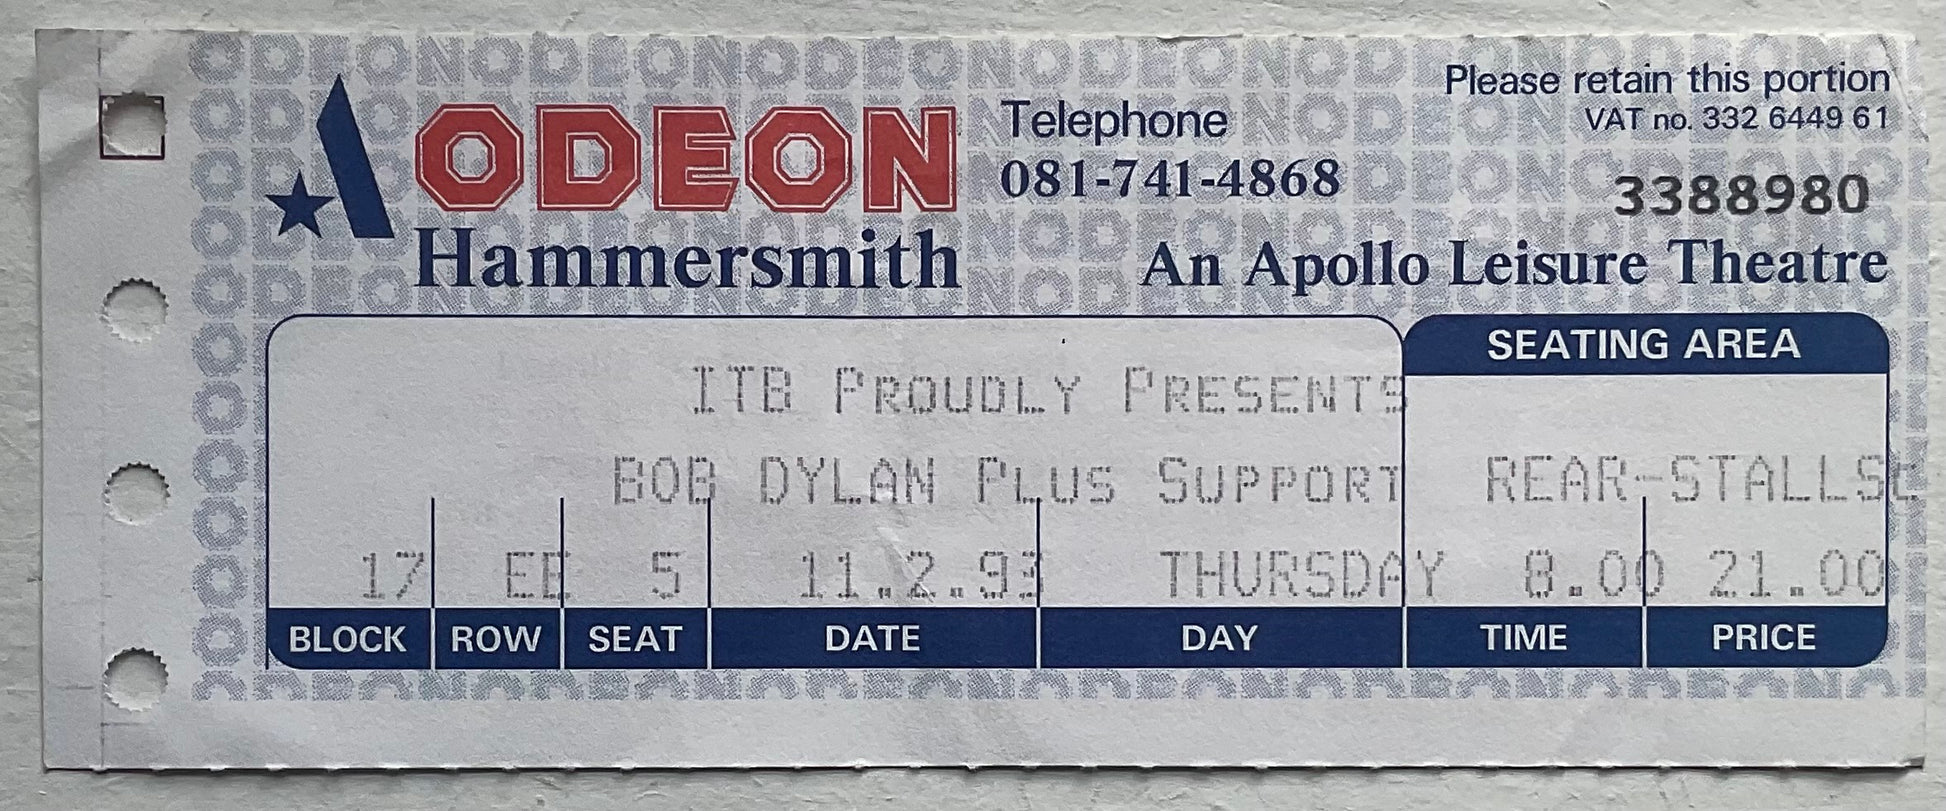 ODEON
Hammersmith
Telephone
081-741-4868
Please retain this portion
VAT no. 332 6449 61
3388980
An Apollo Leisure Theatre
SEATING AREA
ITB PROUDLY PRESENTS
BOB DYLAN PLUS SUPPORT REAR-STALLS
17 EE 5 11.2.93 THURSDAY 8.00 21.00
BLOCK ROW SEAT DATE DAY TIME PRICE